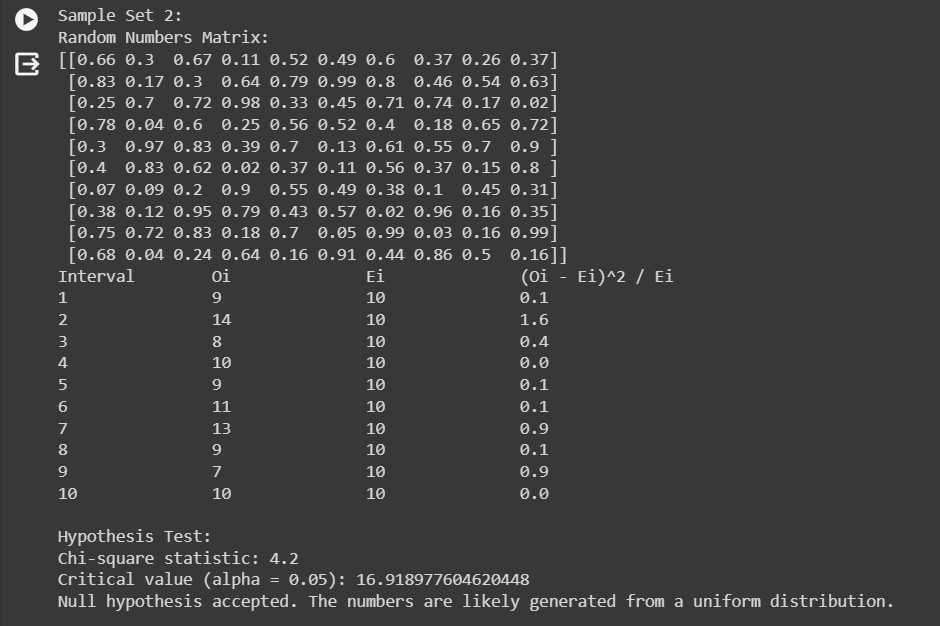 Sample Set 2:
Random Numbers Matrix:
[[0.66 0.3  0.67 0.11 0.52 0.49 0.6  0.37 0.26 0.37]
 [0.83 0.17 0.3  0.64 0.79 0.99 0.8  0.46 0.54 0.63]
 [0.25 0.7  0.72 0.98 0.33 0.45 0.71 0.74 0.17 0.02]
 [0.78 0.04 0.6  0.25 0.56 0.52 0.4  0.18 0.65 0.72]
 [0.3  0.97 0.83 0.39 0.7  0.13 0.61 0.55 0.7  0.9 ]
 [0.4  0.83 0.62 0.02 0.37 0.11 0.56 0.37 0.15 0.8 ]
 [0.07 0.09 0.2  0.9  0.55 0.49 0.38 0.1  0.45 0.31]
 [0.38 0.12 0.95 0.79 0.43 0.57 0.02 0.96 0.16 0.35]
 [0.75 0.72 0.83 0.18 0.7  0.05 0.99 0.03 0.16 0.99]
 [0.68 0.04 0.24 0.64 0.16 0.91 0.44 0.86 0.5  0.16]]
Interval Oi Ei (Oi - Ei)^2 / Ei
1 9 10 0.1
2 14 10 1.6
3 8 10 0.4
4 10 10 0.0
5 9 10 0.1
6 11 10 0.1
7 13 10 0.9
8 9 10 0.1
9 7 10 0.9
10 10 10 0.0
Hypothesis Test:
Chi-square statistic: 4.2
Critical value (alpha = 0.05): 16.918977604620448
Null hypothesis accepted. The numbers are likely generated from a uniform distribution.